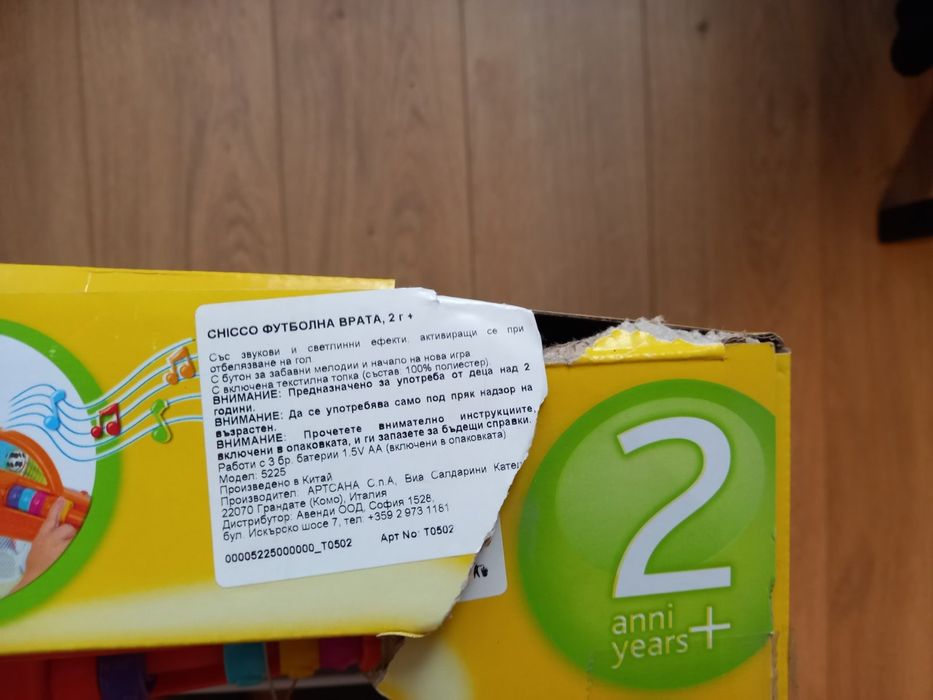 CHICCO ФУТБОЛНА ВРАТА, 2 г +
Със звукови и светлинни ефекти, активиращи се при
отбелязване на гол
С бутон за забавни мелодии и начало на нова игра
С включена текстилна топка (състав: 100% полиестер)
ВНИМАНИЕ: Предназначено за употреба от деца над 2
години.
ВНИМАНИЕ: Да се употребява само под пряк надзор на
възрастен.
ВНИМАНИЕ: Прочетете внимателно инструкциите,
включени в опаковката, и ги запазете за бъдещи справки.
Работи с 3 бр. батерии 1.5V AA (включени в опаковката)
Модел: 5225
Произведено в Китай
Производител: АРТСАНА С.п.А, Виа Салдарини Кател
22070 Грандате (Комо), Италия
Дистрибутор: Авенди ООД, София 1528,
бул. Искърско шосе 7, тел. +359 2 973 1181
00005225000000_T0502 Арт No: T0502
2
anni
years+